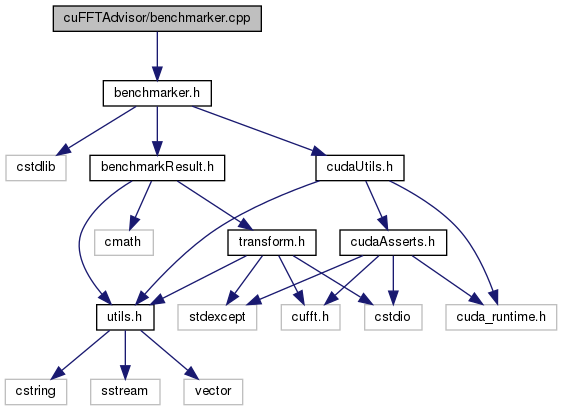 cuFFTAdvisor/benchmarker.cpp
benchmarker.h
cstdlib
benchmarkResult.h
cudaUtils.h
cmath
transform.h
cudaAsserts.h
utils.h
stdexcept
cufft.h
cstdio
cuda_runtime.h
cstring
sstream
vector